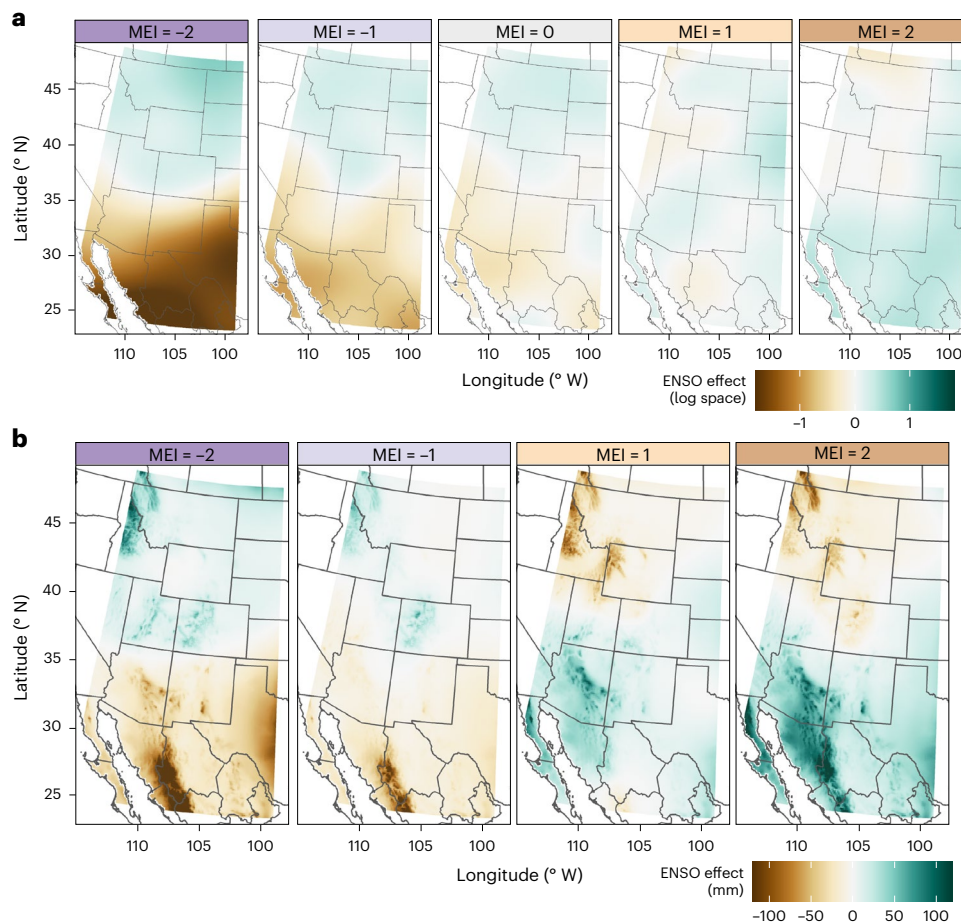 a
MEI = –2 MEI = –1 MEI = 0 MEI = 1 MEI = 2
Latitude (° N)
45
40
35
30
25
110 105 100 110 105 100 110 105 100 110 105 100 110 105 100
Longitude (° W)
ENSO effect
(log space)
–1 0 1
b
MEI = –2 MEI = –1 MEI = 1 MEI = 2
Latitude (° N)
45
40
35
30
25
110 105 100 110 105 100 110 105 100 110 105 100
Longitude (° W)
ENSO effect
(mm)
–100 –50 0 50 100